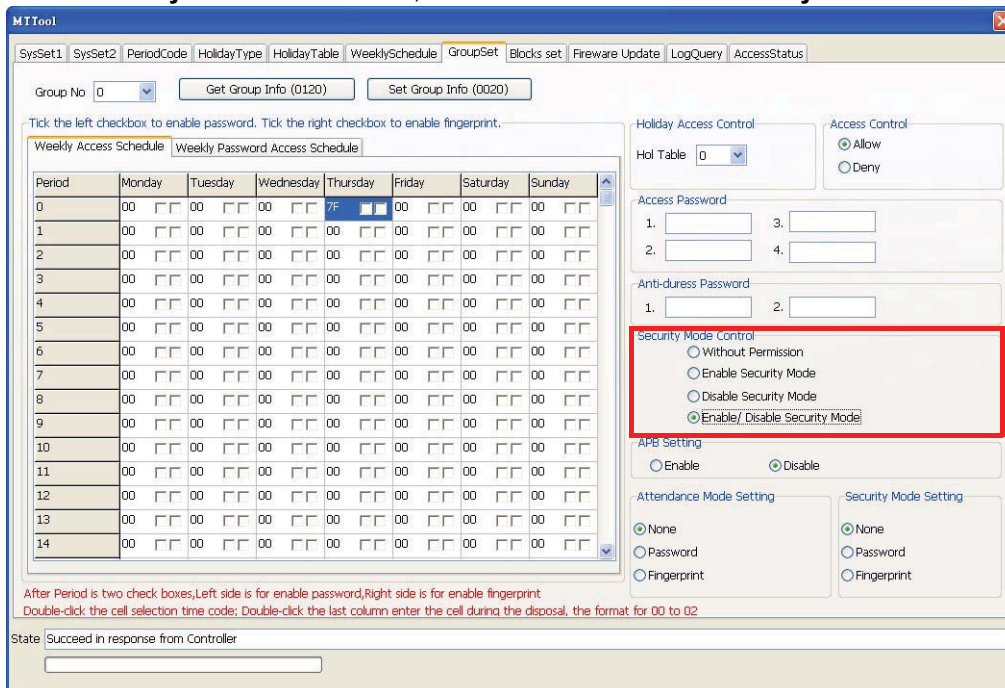 MTTool
SysSet1 SysSet2 PeriodCode HolidayType HolidayTable WeeklySchedule GroupSet Blocks set Fireware Update LogQuery AccessStatus
Group No 0 Get Group Info (0120) Set Group Info (0020)
Tick the left checkbox to enable password. Tick the right checkbox to enable fingerprint.
Weekly Access Schedule Weekly Password Access Schedule
Period Monday Tuesday Wednesday Thursday Friday Saturday Sunday
0 00 00 00 7F 00 00 00
1 00 00 00 00 00 00 00
2 00 00 00 00 00 00 00
3 00 00 00 00 00 00 00
4 00 00 00 00 00 00 00
5 00 00 00 00 00 00 00
6 00 00 00 00 00 00 00
7 00 00 00 00 00 00 00
8 00 00 00 00 00 00 00
9 00 00 00 00 00 00 00
10 00 00 00 00 00 00 00
11 00 00 00 00 00 00 00
12 00 00 00 00 00 00 00
13 00 00 00 00 00 00 00
14 00 00 00 00 00 00 00
Holiday Access Control
Hol Table 0
Access Control
Allow
Deny
Access Password
1. 3.
2. 4.
Anti-duress Password
1. 2.
Security Mode Control
Without Permission
Enable Security Mode
Disable Security Mode
Enable/ Disable Security Mode
APB Setting
Enable Disable
Attendance Mode Setting
None
Password
Fingerprint
Security Mode Setting
None
Password
Fingerprint
After Period is two check boxes,Left side is for enable password,Right side is for enable fingerprint
Double-click the cell selection time code; Double-click the last column enter the cell during the disposal, the format for 00 to 02
State Succeed in response from Controller